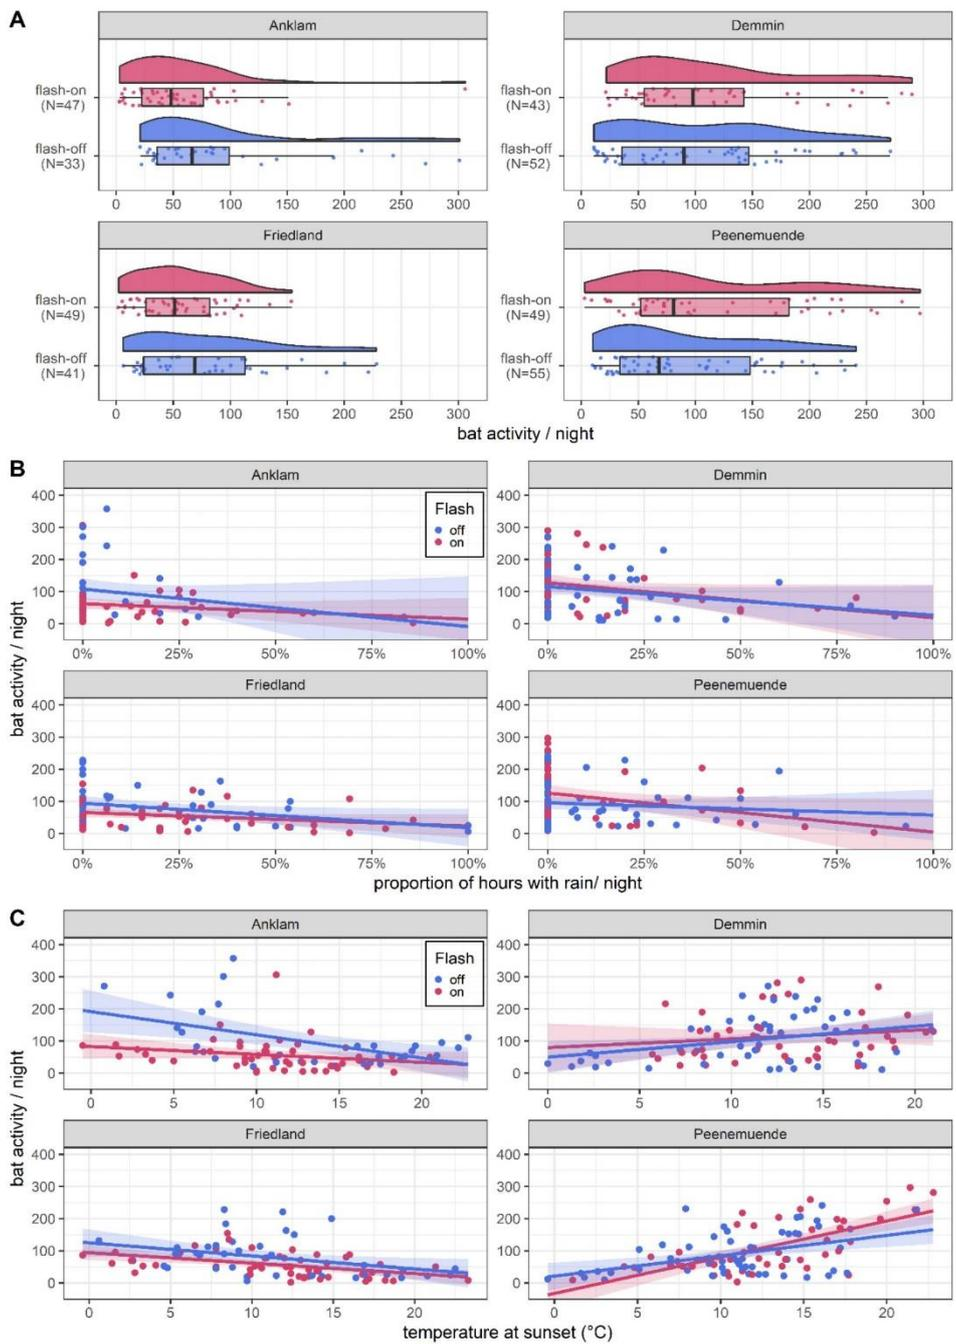 A
Anklam
Demmin
flash-on
(N=47)
flash-off
(N=33)
0 50 100 150 200 250 300
flash-on
(N=43)
flash-off
(N=52)
0 50 100 150 200 250 300
Friedland
Peenemuende
flash-on
(N=49)
flash-off
(N=41)
0 50 100 150 200 250 300
flash-on
(N=49)
flash-off
(N=55)
0 50 100 150 200 250 300
bat activity / night
B
Anklam
Demmin
400
300
200
100
0
Flash
off
on
0% 25% 50% 75% 100%
400
300
200
100
0
0% 25% 50% 75% 100%
bat activity / night
Friedland
Peenemuende
400
300
200
100
0
0% 25% 50% 75% 100%
400
300
200
100
0
0% 25% 50% 75% 100%
proportion of hours with rain/ night
C
Anklam
Demmin
400
300
200
100
0
Flash
off
on
0 5 10 15 20
400
300
200
100
0
0 5 10 15 20
bat activity / night
Friedland
Peenemuende
400
300
200
100
0
0 5 10 15 20
400
300
200
100
0
0 5 10 15 20
temperature at sunset (°C)